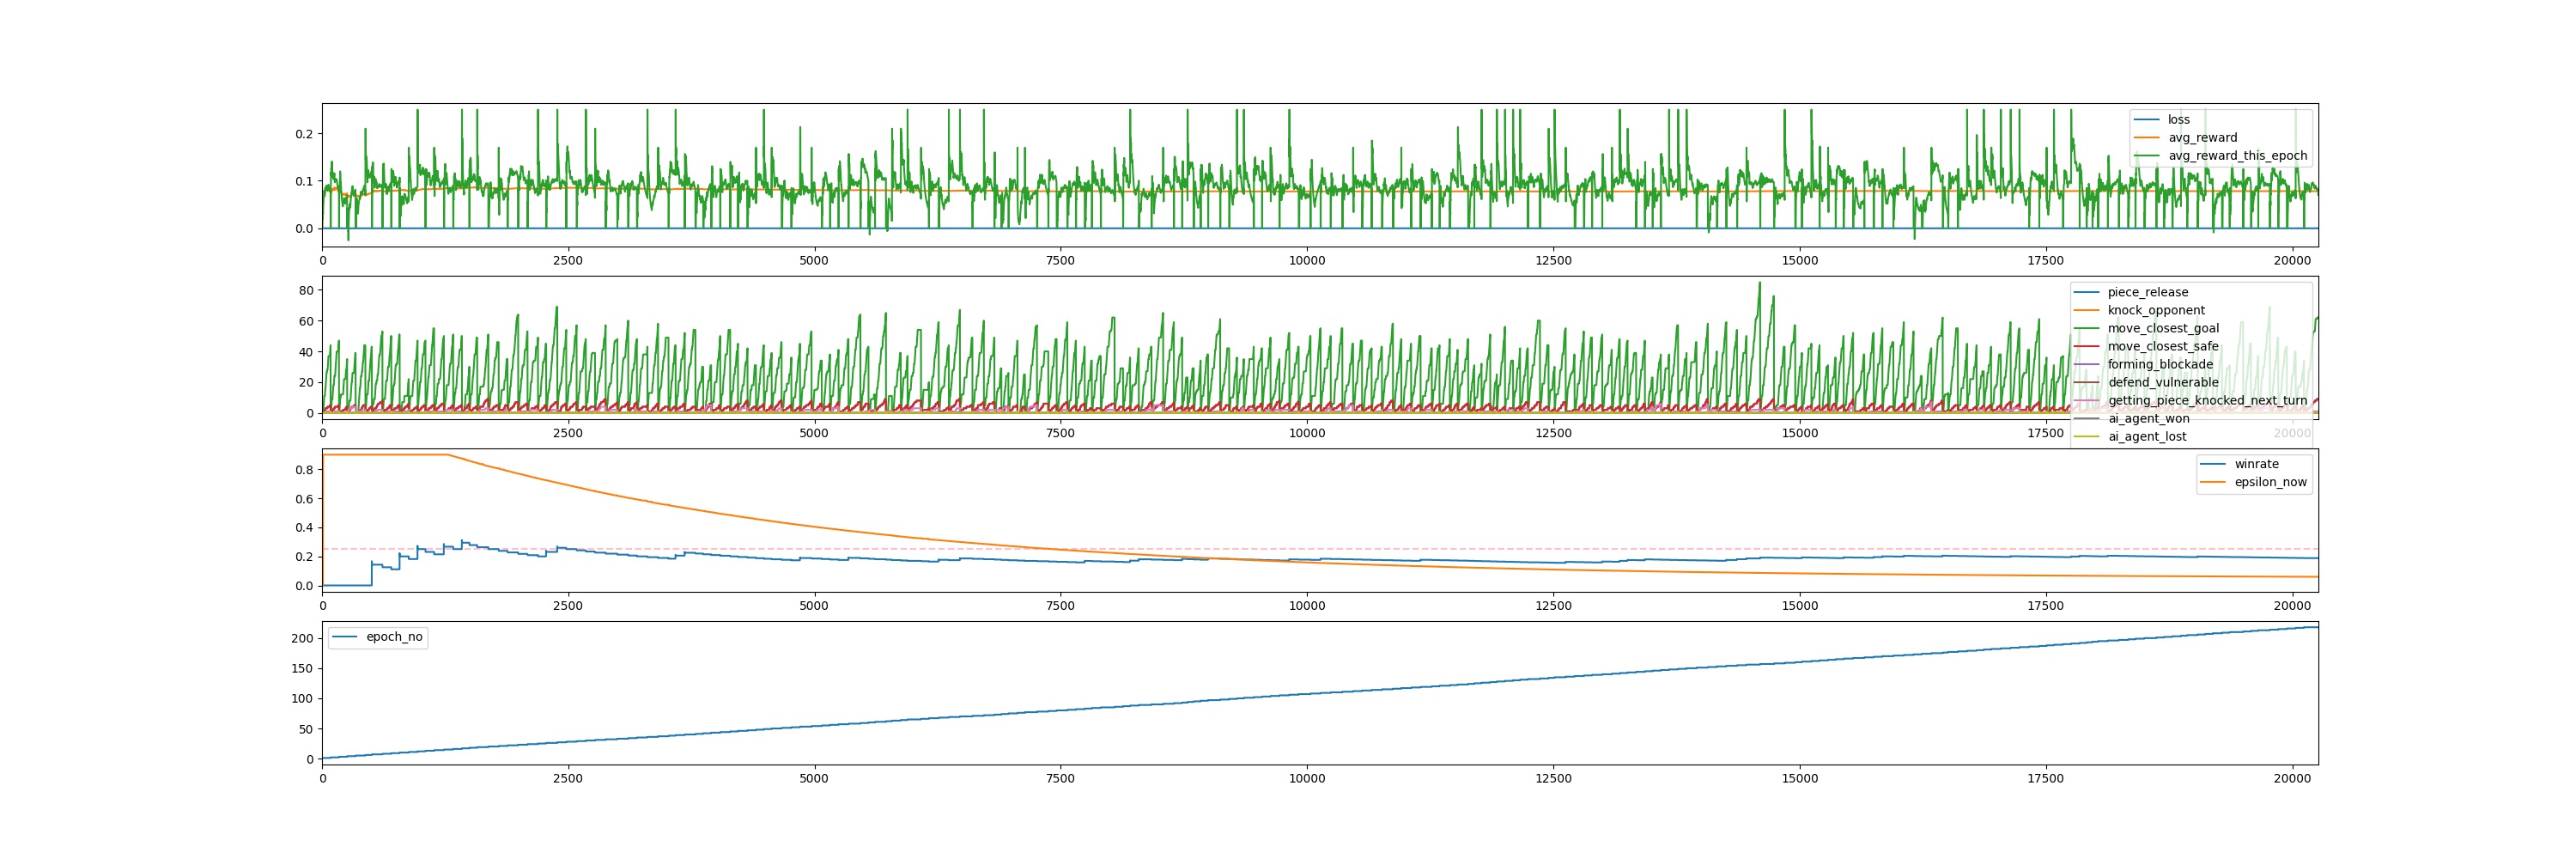 loss
avg_reward
avg_reward_this_epoch
0.2
0.1
0.0
0 2500 5000 7500 10000 12500 15000 17500 20000
piece_release
knock_opponent
move_closest_goal
move_closest_safe
forming_blockade
defend_vulnerable
getting_piece_knocked_next_turn
ai_agent_won
ai_agent_lost
80
60
40
20
0
0 2500 5000 7500 10000 12500 15000 17500 20000
winrate
epsilon_now
0.8
0.6
0.4
0.2
0.0
0 2500 5000 7500 10000 12500 15000 17500 20000
epoch_no
200
150
100
50
0
0 2500 5000 7500 10000 12500 15000 17500 20000